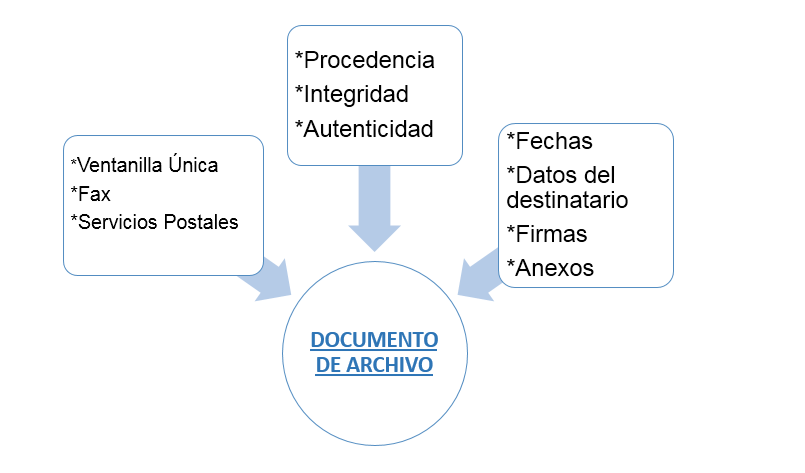 *Procedencia
*Integridad
*Autenticidad
*Ventanilla Única
*Fax
*Servicios Postales
*Fechas
*Datos del
destinatario
*Firmas
*Anexos
DOCUMENTO
DE ARCHIVO